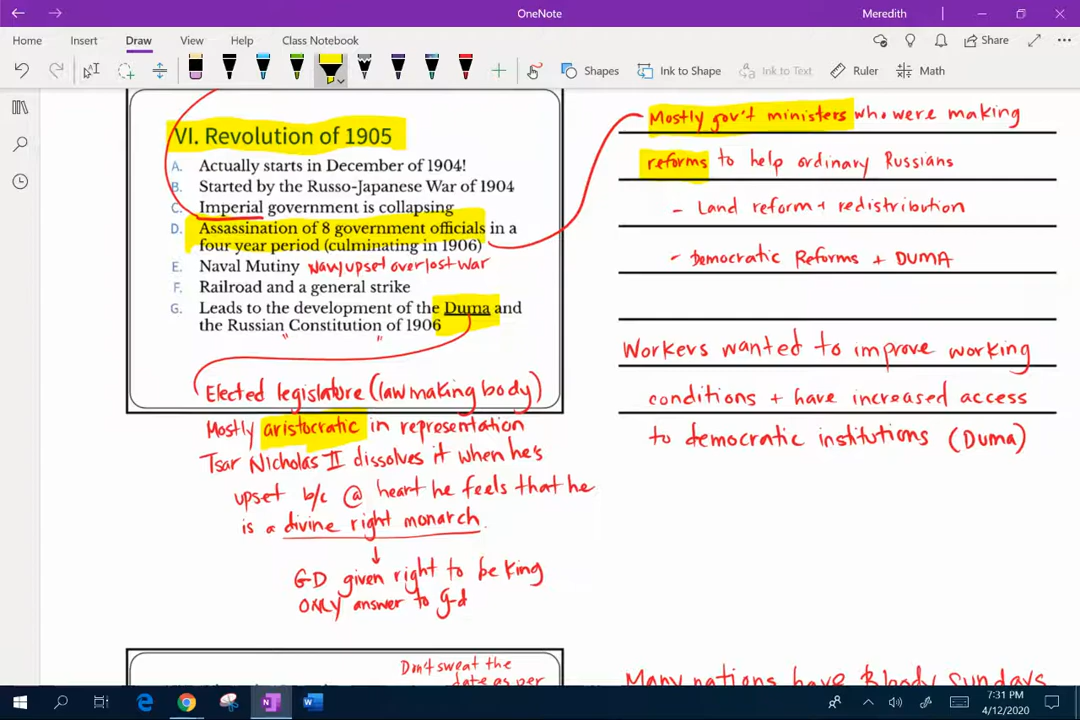 OneNote
Meredith
Home Insert Draw View Help Class Notebook
Share
Shapes Ink to Shape Ink to Text Ruler Math
VI. Revolution of 1905
A. Actually starts in December of 1904!
B. Started by the Russo-Japanese War of 1904
C. Imperial government is collapsing
D. Assassination of 8 government officials in a
four year period (culminating in 1906)
E. Naval Mutiny Navy upset over lost war
F. Railroad and a general strike
G. Leads to the development of the Duma and
the Russian "Constitution" of 1906
Elected legislature (lawmaking body)
Mostly aristocratic in representation
Tsar Nicholas II dissolves it when he's
upset b/c @ heart he feels that he
is a divine right monarch.
G-D given right to be King
ONLY answer to g-d
Mostly gov't ministers who were making
reforms to help ordinary Russians
- Land reform + redistribution
- Democratic Reforms + DUMA
Workers wanted to improve working
conditions + have increased access
to democratic institutions (Duma)
Don't sweat the
date as per
Many nations have Bloody Sundays
7:31 PM
4/12/2020